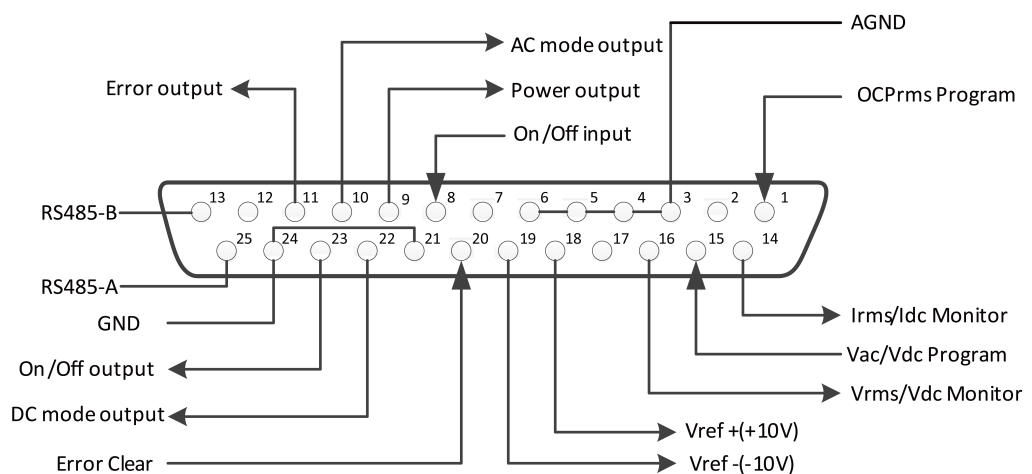 AGND
AC mode output
Error output
Power output
OCPrms Program
On/Off input
13 12 11 10 9 8 7 6 5 4 3 2 1
RS485-B
25 24 23 22 21 20 19 18 17 16 15 14
RS485-A
GND
Irms/Idc Monitor
Vac/Vdc Program
On/Off output
Vrms/Vdc Monitor
DC mode output
Vref +(+10V)
Error Clear
Vref -(-10V)